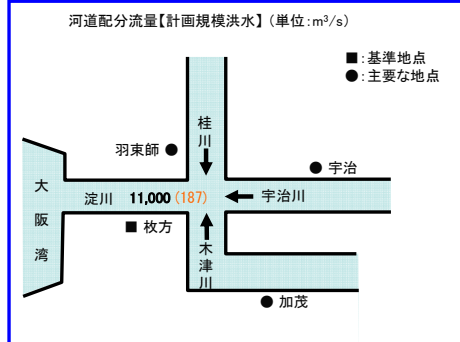 河道配分流量【計画規模洪水】（単位:m³/s）
■:基準地点
●:主要な地点
桂川
羽束師 ●
● 宇治
大阪湾
淀川 11,000 (187)
宇治川
■ 枚方
木津川
● 加茂